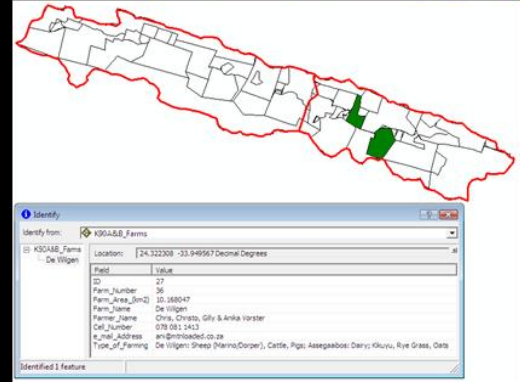 Identify
Identify from: K90A&B_Farms
K90A&B_Farms
De Wilgen
Location: 24.322308 -33.949567 Decimal Degrees
Field Value
ID 27
Farm_Number 36
Farm_Area_(km2) 10.168047
Farm_Name De Wilgen
Farmer_Name Chris, Christo, Gilly & Anika Vorster
Cell_Number 078 081 1413
e_mail_Address ani@mtnloaded.co.za
Type_of_Farming De Wilgen: Sheep (Marino/Dorper), Cattle, Pigs; Assegaaibos: Dairy; Kikuyu, Rye Grass, Oats
Identified 1 feature